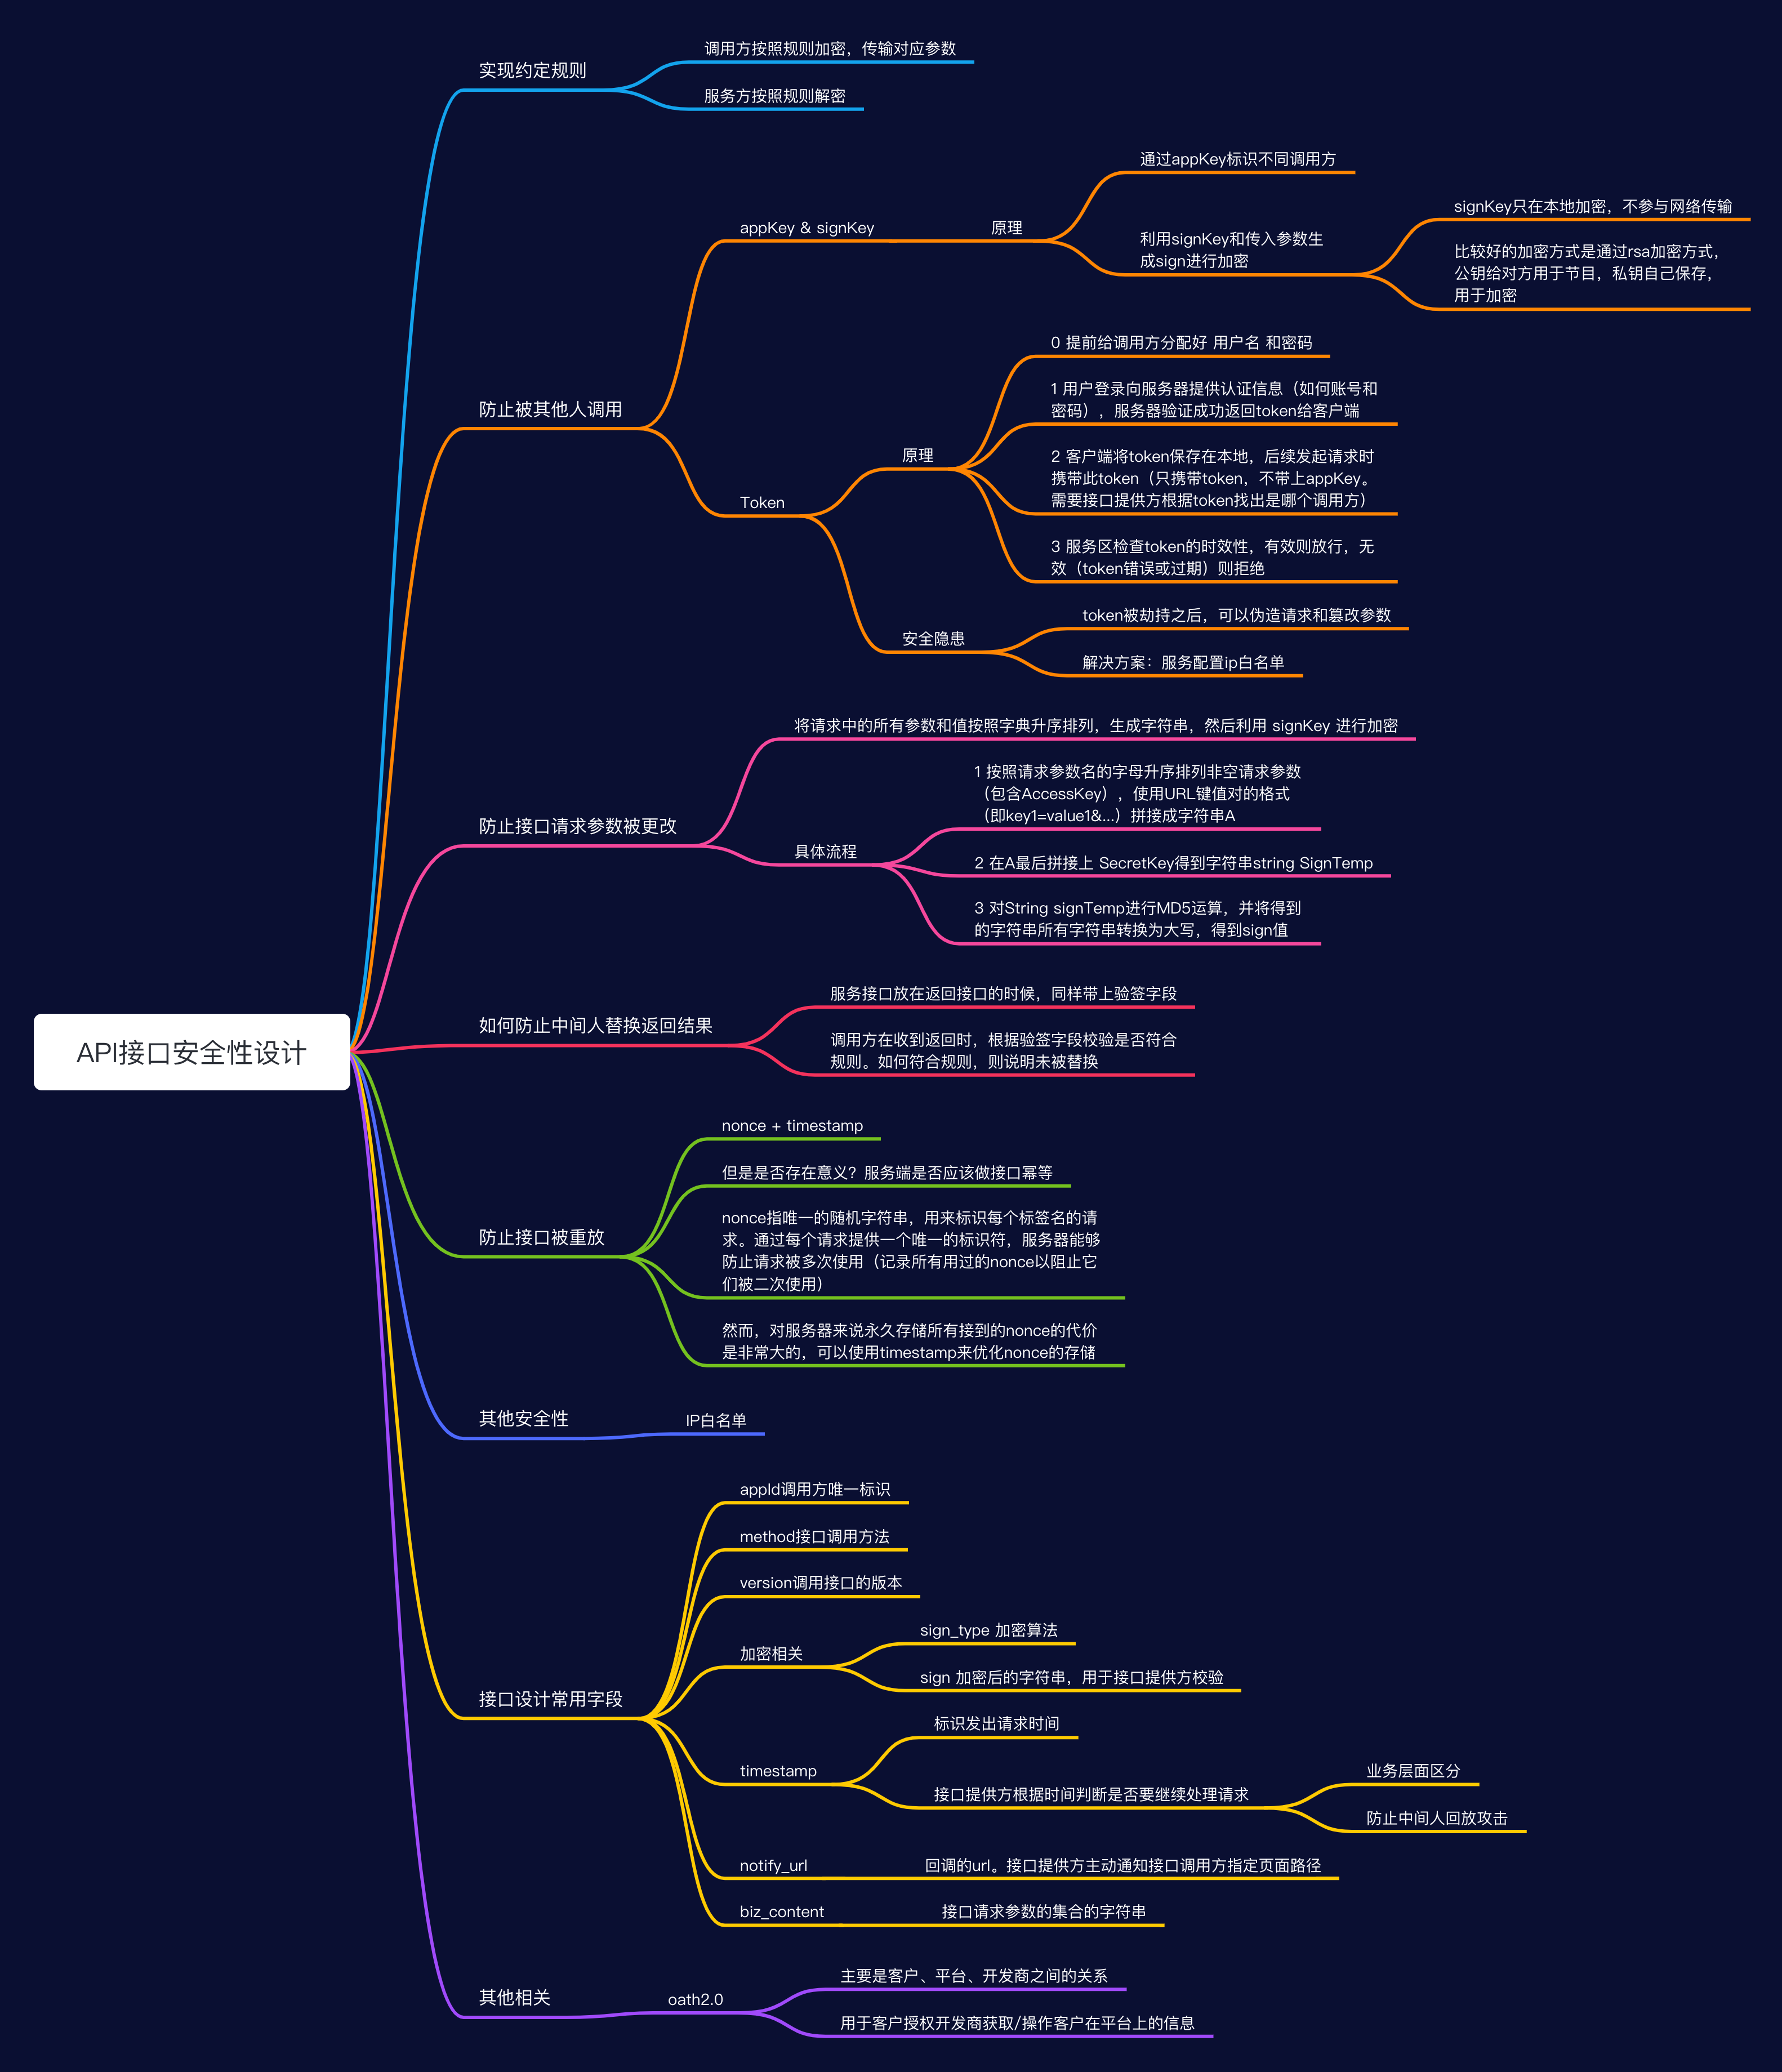 API接口安全性设计
实现约定规则
调用方按照规则加密，传输对应参数
服务方按照规则解密
防止被其他人调用
appKey & signKey
原理
通过appKey标识不同调用方
利用signKey和传入参数生
成sign进行加密
signKey只在本地加密，不参与网络传输
比较好的加密方式是通过rsa加密方式，
公钥给对方用于节目，私钥自己保存，
用于加密
Token
原理
0 提前给调用方分配好 用户名 和密码
1 用户登录向服务器提供认证信息（如何账号和
密码），服务器验证成功返回token给客户端
2 客户端将token保存在本地，后续发起请求时
携带此token（只携带token，不带上appKey。
需要接口提供方根据token找出是哪个调用方）
3 服务区检查token的时效性，有效则放行，无
效（token错误或过期）则拒绝
安全隐患
token被劫持之后，可以伪造请求和篡改参数
解决方案：服务配置ip白名单
防止接口请求参数被更改
将请求中的所有参数和值按照字典升序排列，生成字符串，然后利用 signKey 进行加密
具体流程
1 按照请求参数名的字母升序排列非空请求参数
（包含AccessKey），使用URL键值对的格式
（即key1=value1&...）拼接成字符串A
2 在A最后拼接上 SecretKey得到字符串string SignTemp
3 对String signTemp进行MD5运算，并将得到
的字符串所有字符串转换为大写，得到sign值
如何防止中间人替换返回结果
服务接口放在返回接口的时候，同样带上验签字段
调用方在收到返回时，根据验签字段校验是否符合
规则。如何符合规则，则说明未被替换
防止接口被重放
nonce + timestamp
但是是否存在意义？服务端是否应该做接口幂等
nonce指唯一的随机字符串，用来标识每个标签名的请
求。通过每个请求提供一个唯一的标识符，服务器能够
防止请求被多次使用（记录所有用过的nonce以阻止它
们被二次使用）
然而，对服务器来说永久存储所有接到的nonce的代价
是非常大的，可以使用timestamp来优化nonce的存储
其他安全性
IP白名单
接口设计常用字段
appId调用方唯一标识
method接口调用方法
version调用接口的版本
加密相关
sign_type 加密算法
sign 加密后的字符串，用于接口提供方校验
timestamp
标识发出请求时间
接口提供方根据时间判断是否要继续处理请求
业务层面区分
防止中间人回放攻击
notify_url
回调的url。接口提供方主动通知接口调用方指定页面路径
biz_content
接口请求参数的集合的字符串
其他相关
oath2.0
主要是客户、平台、开发商之间的关系
用于客户授权开发商获取/操作客户在平台上的信息